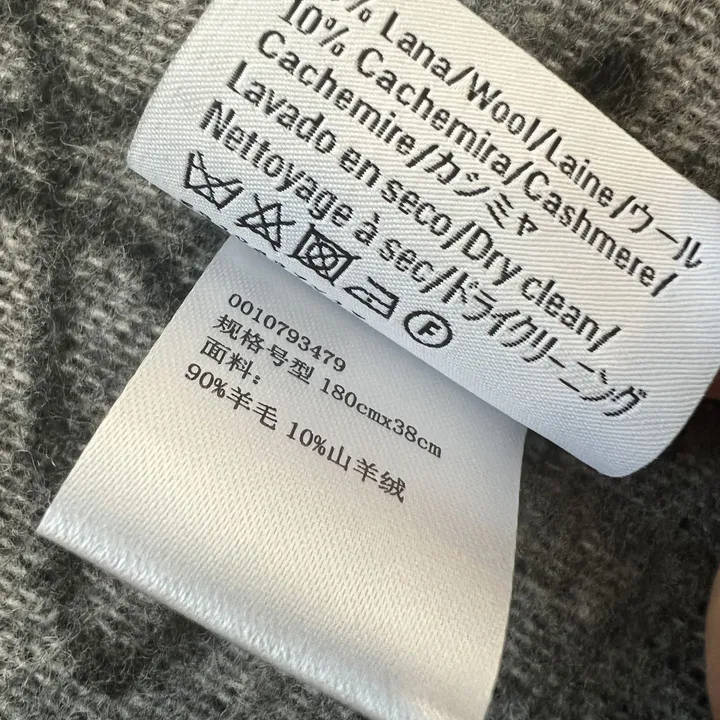 % Lana/Wool/Laine/ウール
10% Cachemira/Cashmere/
Cachemire/カシミヤ
Lavado en seco/Dry clean/
Nettoyage à sec/ドライクリーニング
F
0010793479
规格号型 180cmx38cm
面料：
90%羊毛 10%山羊绒